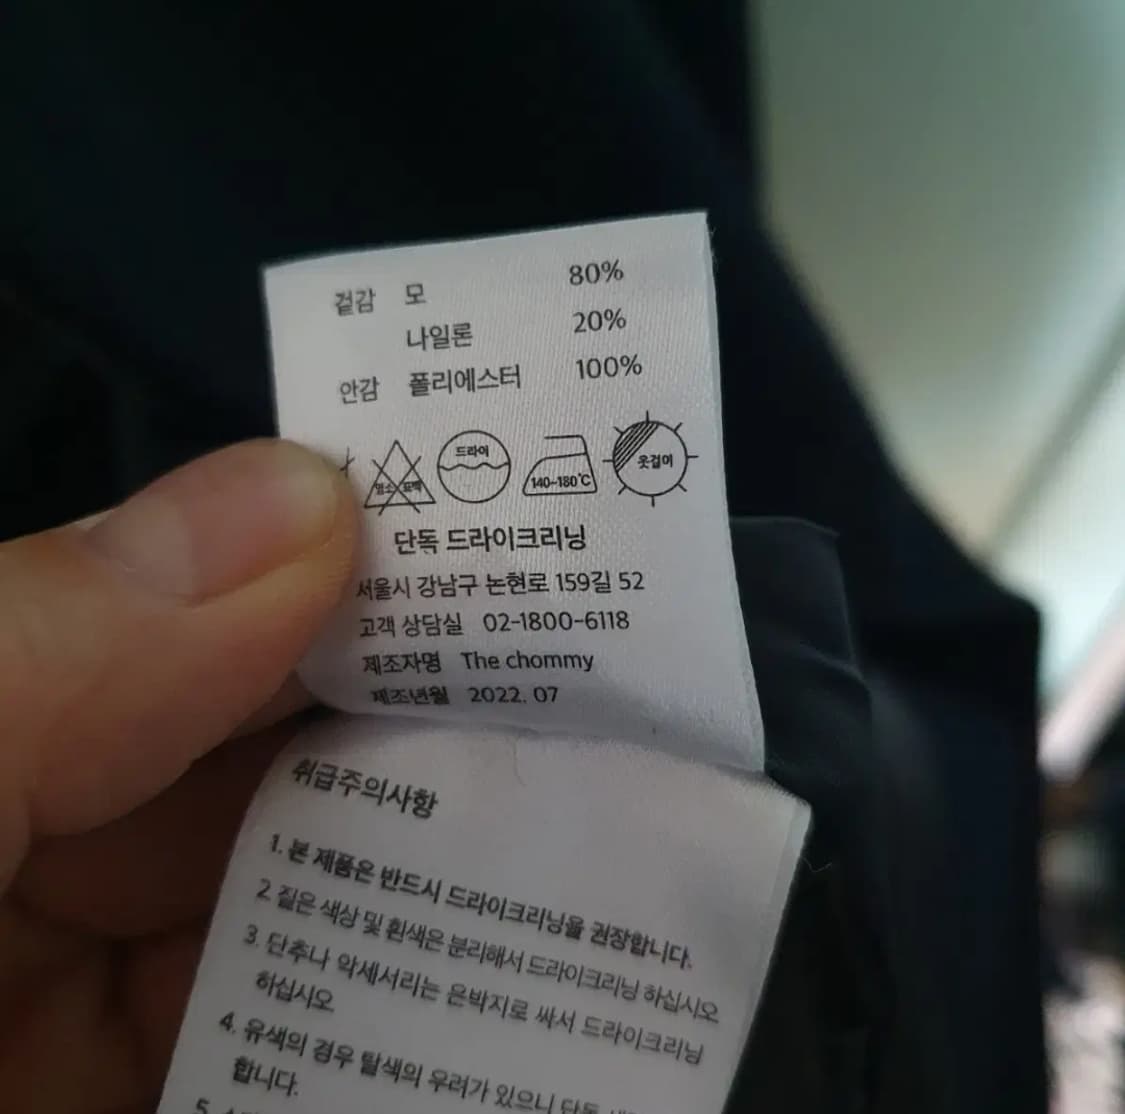 겉감 모 80%
나일론 20%
안감 폴리에스터 100%
염소 표백
드라이
140~180℃
옷걸이
단독 드라이크리닝
서울시 강남구 논현로 159길 52
고객 상담실 02-1800-6118
제조자명 The chommy
제조년월 2022. 07
취급주의사항
1. 본 제품은 반드시 드라이크리닝을 권장합니다.
2 짙은 색상 및 흰색은 분리해서 드라이크리닝 하십시오
3. 단추나 악세서리는 은박지로 싸서 드라이크리닝
하십시오
4. 유색의 경우 탈색의 우려가 있으니 단독
합니다.
5.